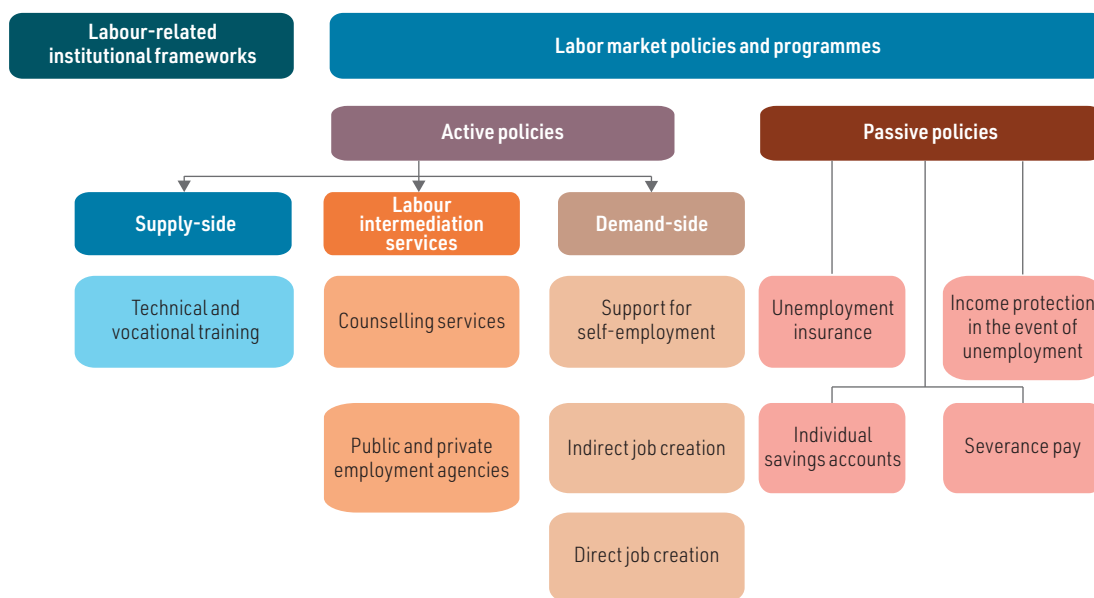 Labour-related
institutional frameworks
Labor market policies and programmes
Active policies
Passive policies
Supply-side
Labour
intermediation
services
Demand-side
Technical and
vocational training
Counselling services
Support for
self-employment
Unemployment
insurance
Income protection
in the event of
unemployment
Public and private
employment agencies
Indirect job creation
Individual
savings accounts
Severance pay
Direct job creation